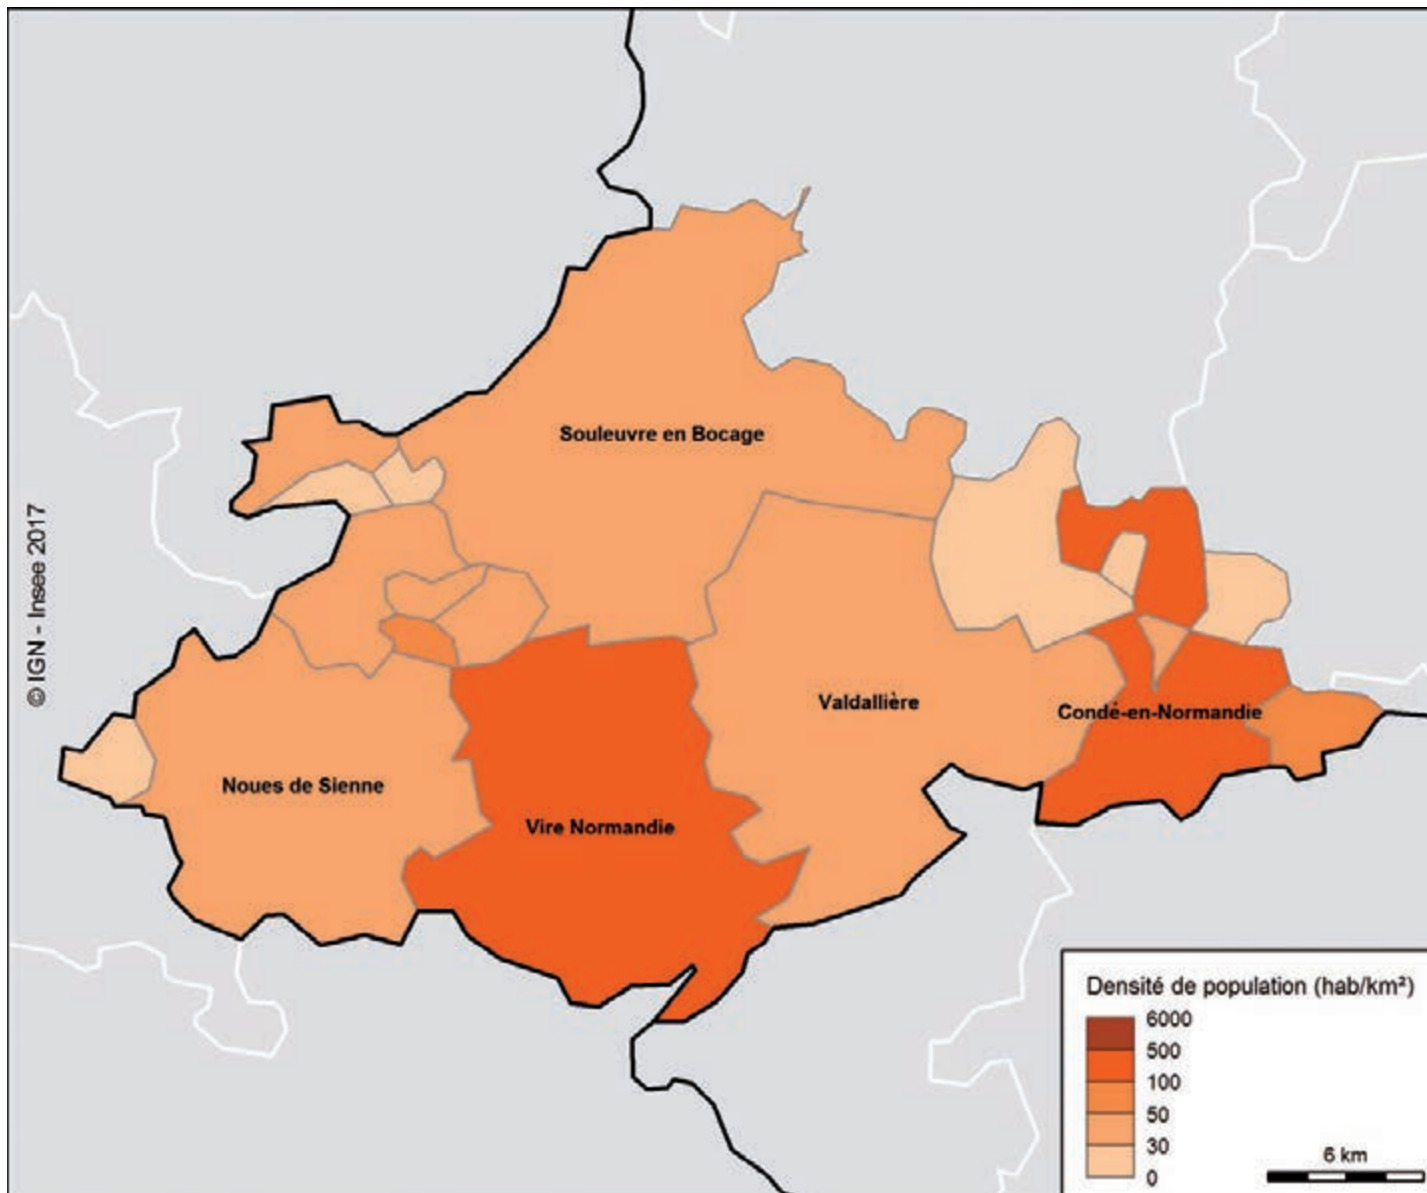 Souleuvre en Bocage
© IGN - Insee 2017
Valdallière
Condé-en-Normandie
Noues de Sienne
Vire Normandie
Densité de population (hab/km²)
6000
500
100
50
30
0
6 km